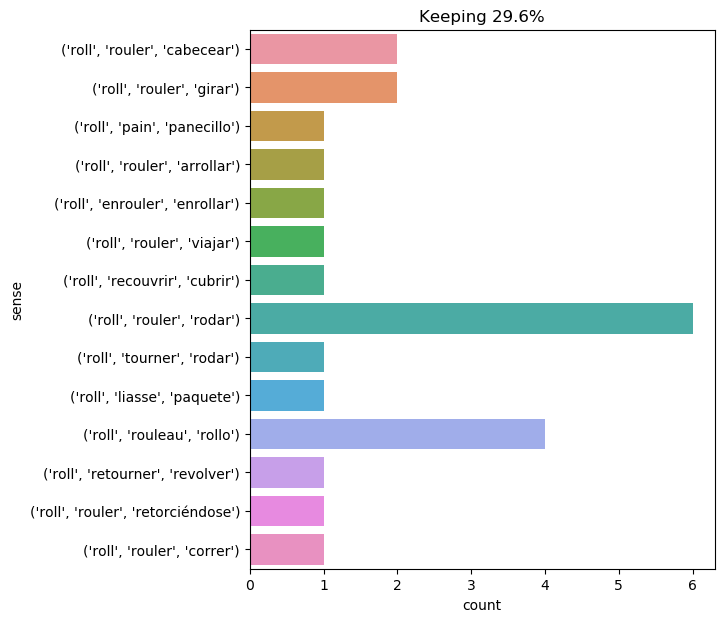 Keeping 29.6%
('roll', 'rouler', 'cabecear')
('roll', 'rouler', 'girar')
('roll', 'pain', 'panecillo')
('roll', 'rouler', 'arrollar')
('roll', 'enrouler', 'enrollar')
('roll', 'rouler', 'viajar')
('roll', 'recouvrir', 'cubrir')
('roll', 'rouler', 'rodar')
('roll', 'tourner', 'rodar')
('roll', 'liasse', 'paquete')
('roll', 'rouleau', 'rollo')
('roll', 'retourner', 'revolver')
('roll', 'rouler', 'retorciéndose')
('roll', 'rouler', 'correr')
sense
0 1 2 3 4 5 6
count